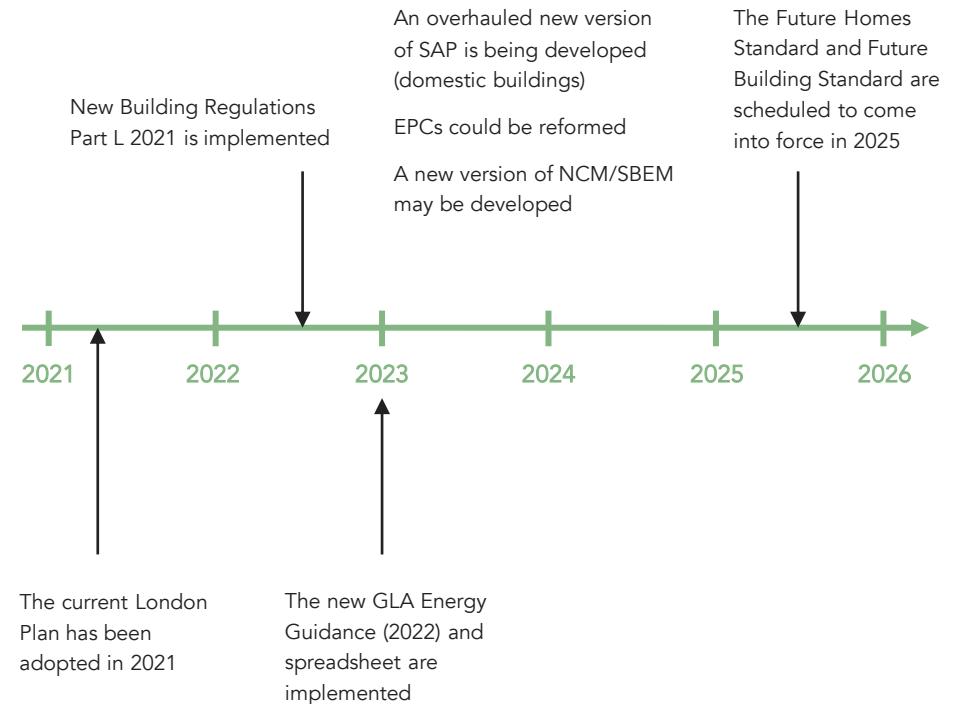 New Building Regulations
Part L 2021 is implemented
An overhauled new version
of SAP is being developed
(domestic buildings)
EPCs could be reformed
A new version of NCM/SBEM
may be developed
The Future Homes
Standard and Future
Building Standard are
scheduled to come
into force in 2025
2021
2022
2023
2024
2025
2026
The current London
Plan has been
adopted in 2021
The new GLA Energy
Guidance (2022) and
spreadsheet are
implemented